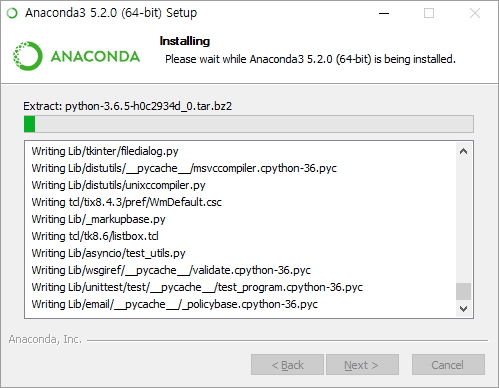 Anaconda3 5.2.0 (64-bit) Setup
Installing
Please wait while Anaconda3 5.2.0 (64-bit) is being installed.
ANACONDA
Extract: python-3.6.5-h0c2934d_0.tar.bz2
Writing Lib/tkinter/filedialog.py
Writing Lib/distutils/__pycache__/msvccompiler.cpython-36.pyc
Writing Lib/distutils/unixccompiler.py
Writing tcl/tix8.4.3/pref/WmDefault.csc
Writing Lib/_markupbase.py
Writing tcl/tk8.6/listbox.tcl
Writing Lib/asyncio/test_utils.py
Writing Lib/wsgiref/__pycache__/validate.cpython-36.pyc
Writing Lib/unittest/test/__pycache__/test_program.cpython-36.pyc
Writing Lib/email/__pycache__/_policybase.cpython-36.pyc
Anaconda, Inc.
< Back
Next >
Cancel